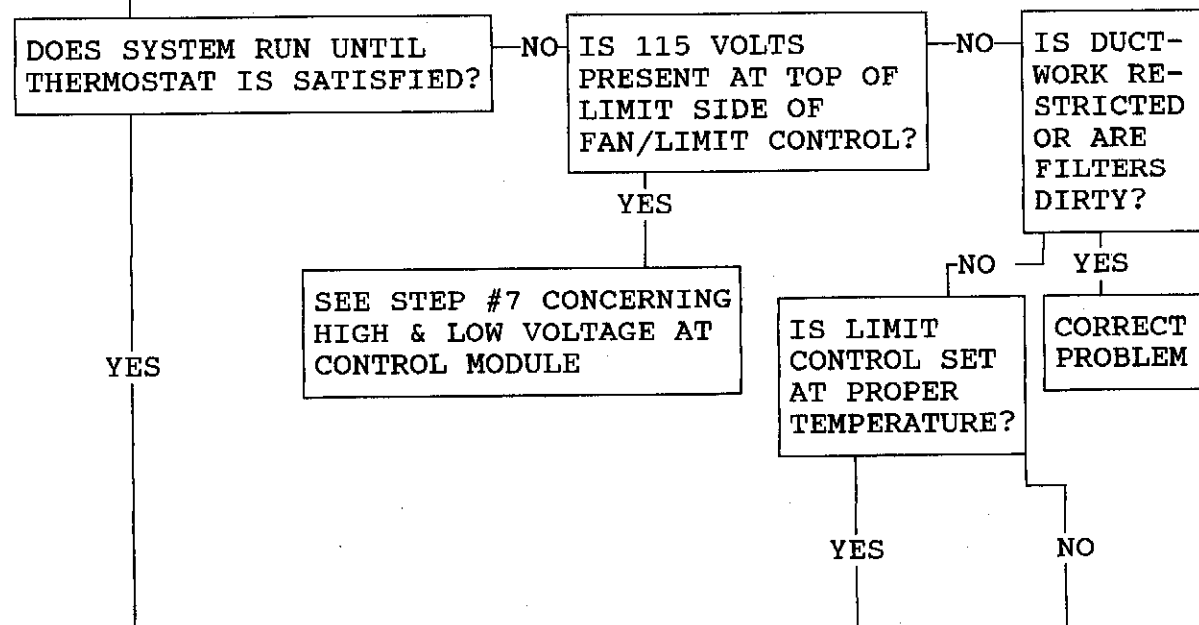 DOES SYSTEM RUN UNTIL
THERMOSTAT IS SATISFIED?
NO
IS 115 VOLTS
PRESENT AT TOP OF
LIMIT SIDE OF
FAN/LIMIT CONTROL?
NO
IS DUCT-
WORK RE-
STRICTED
OR ARE
FILTERS
DIRTY?
YES
NO
YES
SEE STEP #7 CONCERNING
HIGH & LOW VOLTAGE AT
CONTROL MODULE
IS LIMIT
CONTROL SET
AT PROPER
TEMPERATURE?
CORRECT
PROBLEM
YES
YES
NO